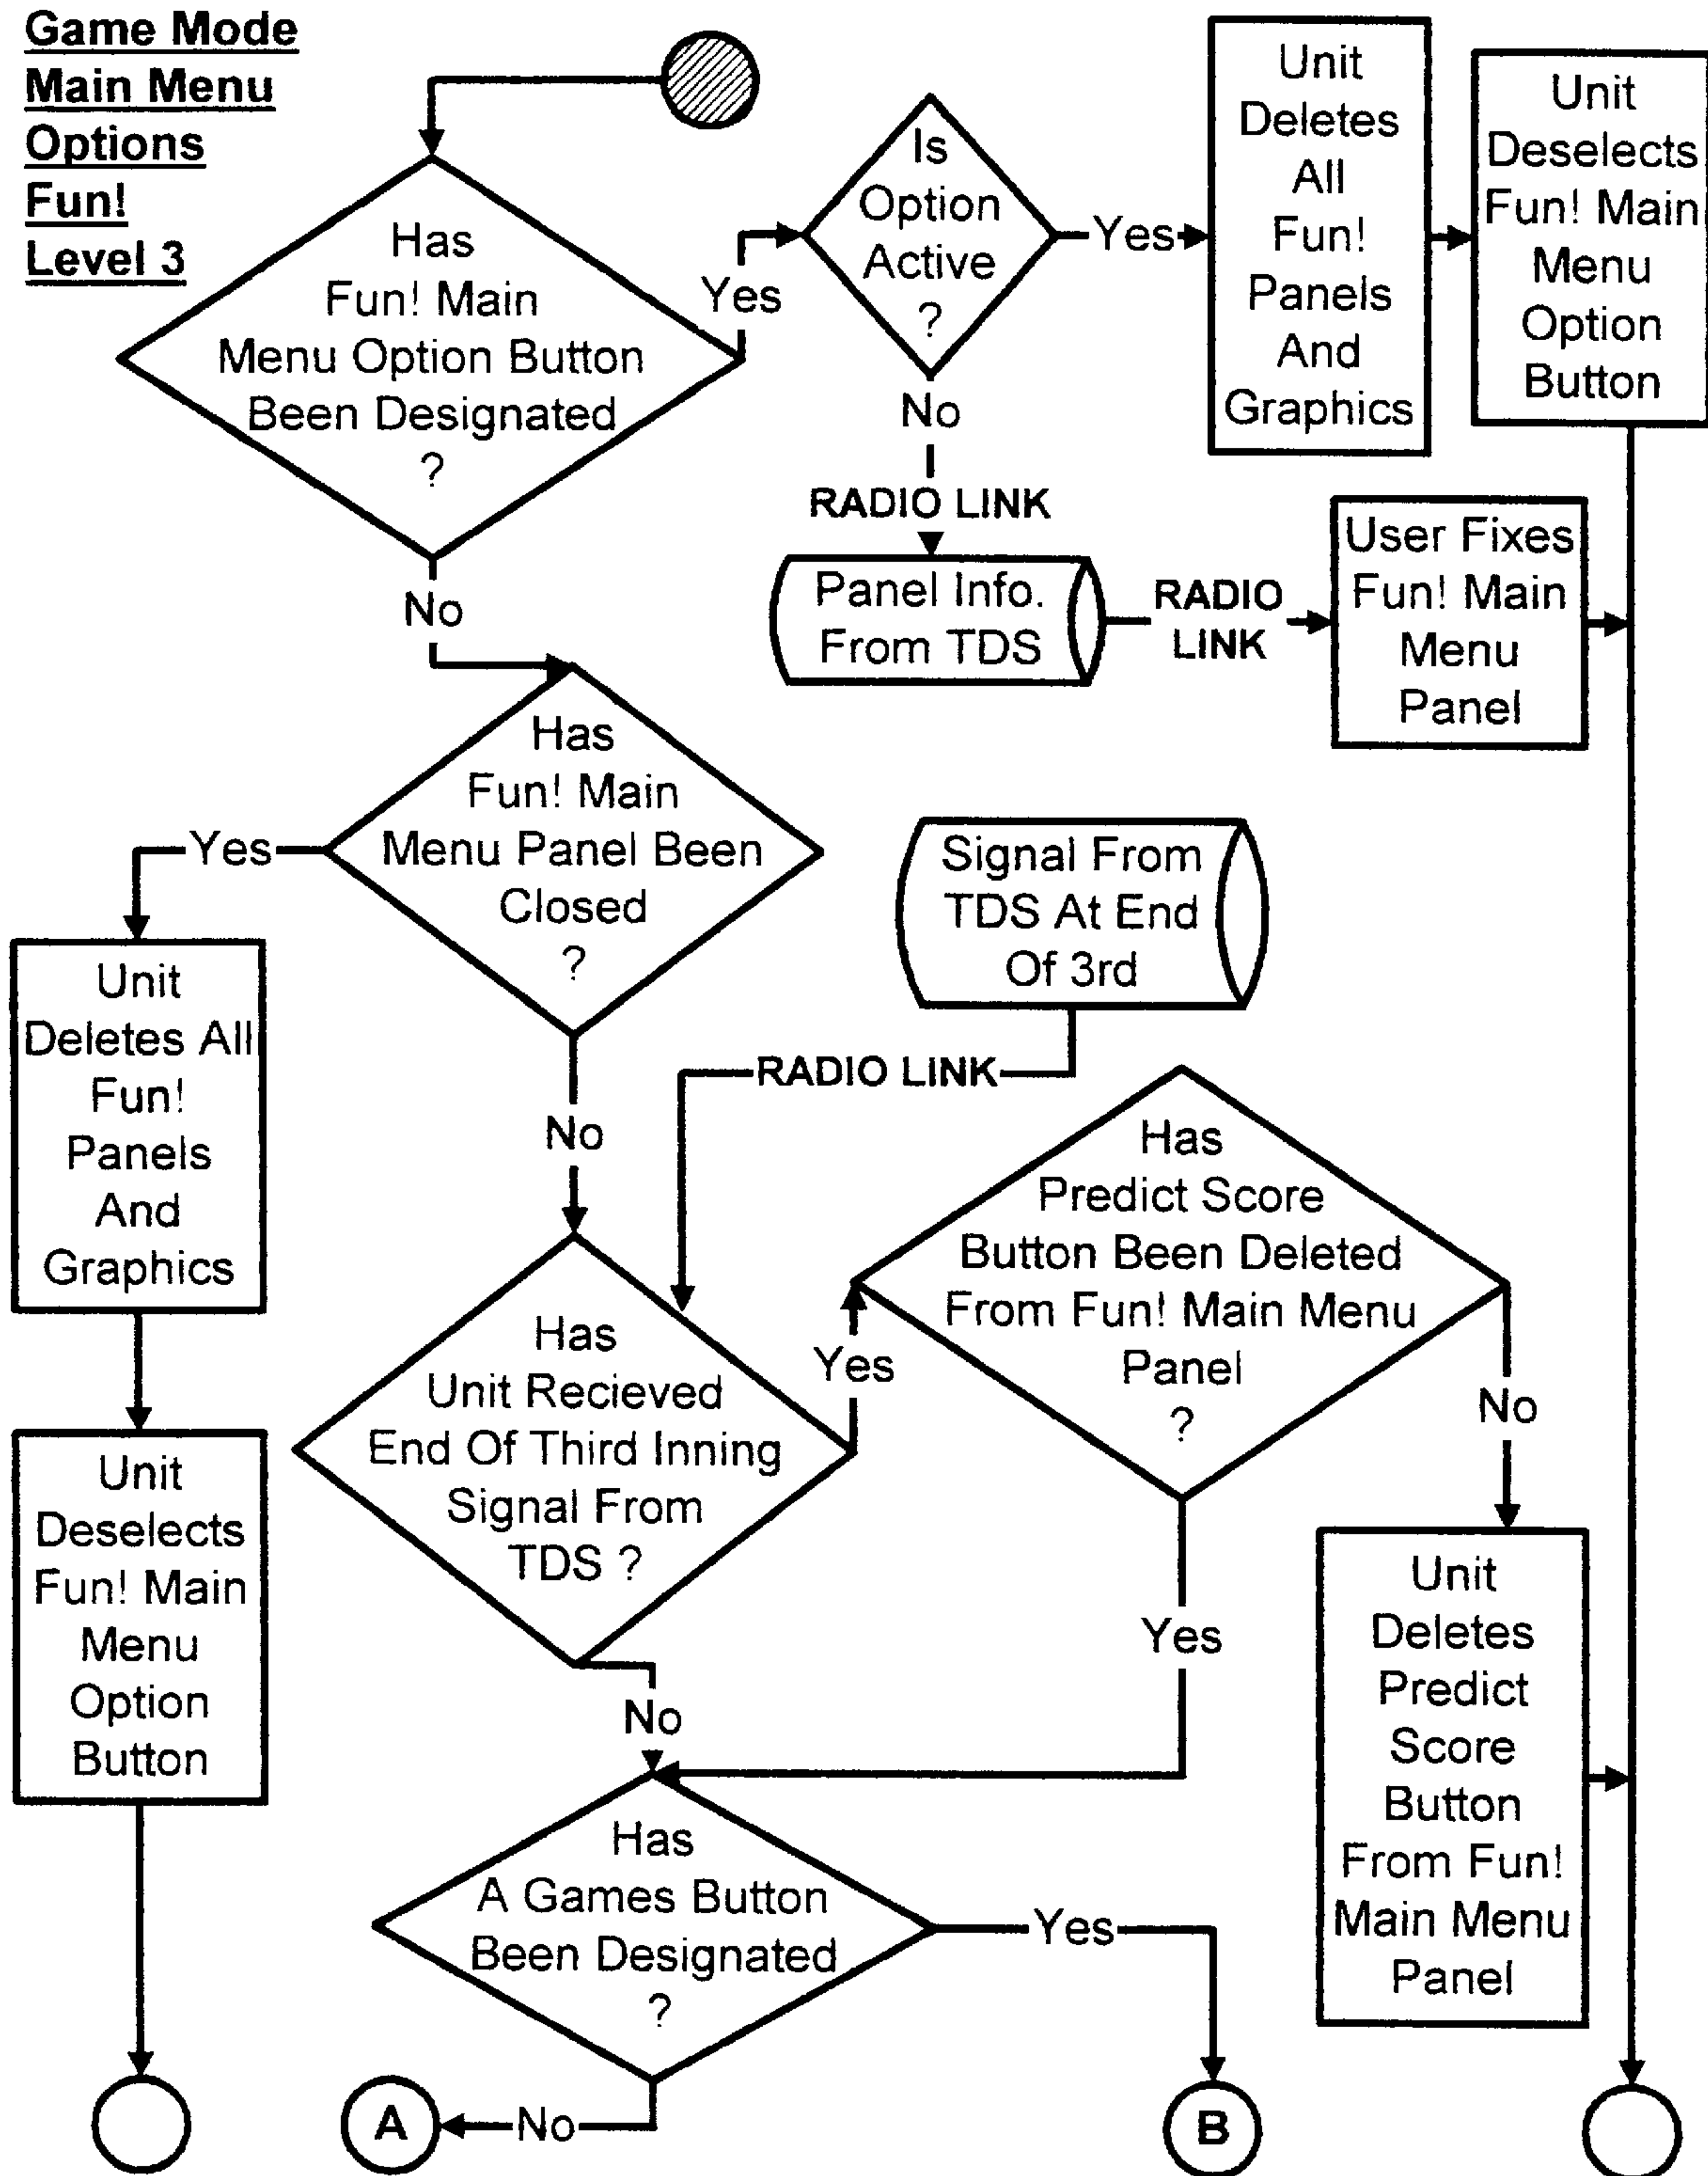 Game Mode
Main Menu
Options
Fun!
Level 3
Has
Fun! Main
Menu Option Button
Been Designated
?
Yes
Is
Option
Active
?
Yes
Unit
Deletes
All
Fun!
Panels
And
Graphics
Unit
Deselects
Fun! Main
Menu
Option
Button
No
RADIO LINK
Panel Info.
From TDS
RADIO
LINK
User Fixes
Fun! Main
Menu
Panel
No
Has
Fun! Main
Menu Panel Been
Closed
?
Yes
Unit
Deletes All
Fun!
Panels
And
Graphics
Unit
Deselects
Fun! Main
Menu
Option
Button
Signal From
TDS At End
Of 3rd
RADIO LINK
No
Has
Unit Recieved
End Of Third Inning
Signal From
TDS ?
Yes
Has
Predict Score
Button Been Deleted
From Fun! Main Menu
Panel
?
No
Unit
Deletes
Predict
Score
Button
From Fun!
Main Menu
Panel
Yes
No
Has
A Games Button
Been Designated
?
Yes
B
No
A